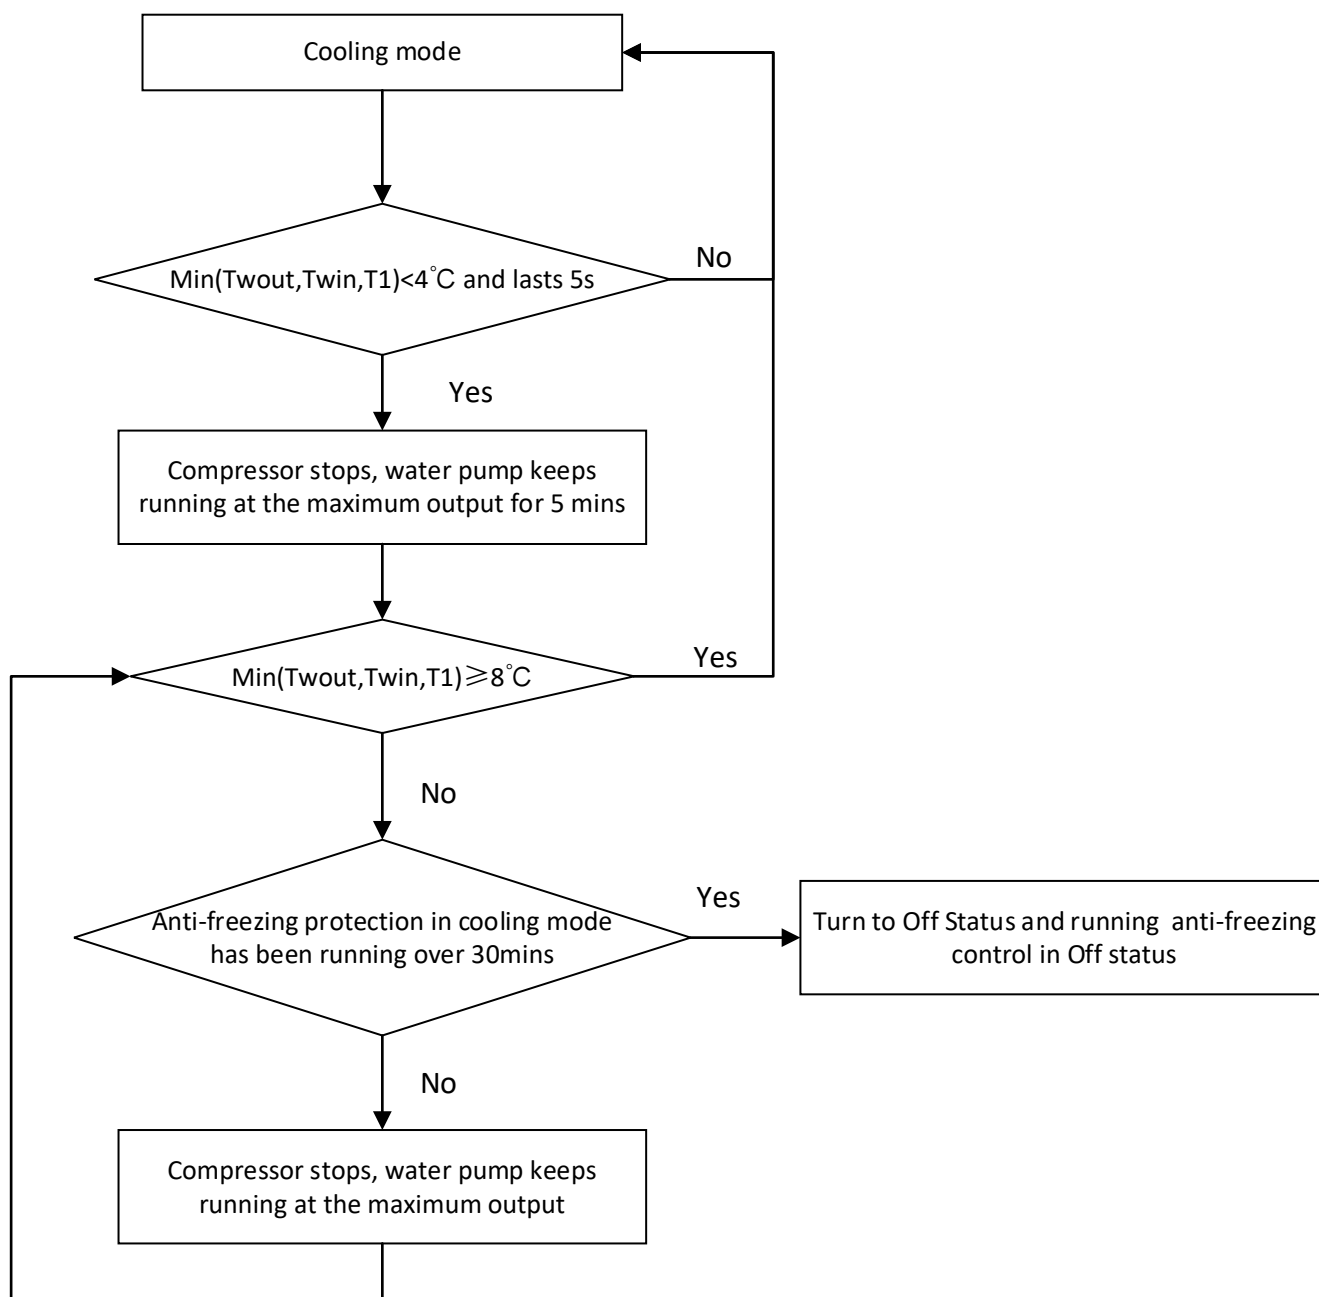 Cooling mode
Min(Twout,Twin,T1)<4℃ and lasts 5s
No
Yes
Compressor stops, water pump keeps
running at the maximum output for 5 mins
Min(Twout,Twin,T1)≥8℃
Yes
No
Anti-freezing protection in cooling mode
has been running over 30mins
Yes
Turn to Off Status and running  anti-freezing
control in Off status
No
Compressor stops, water pump keeps
running at the maximum output